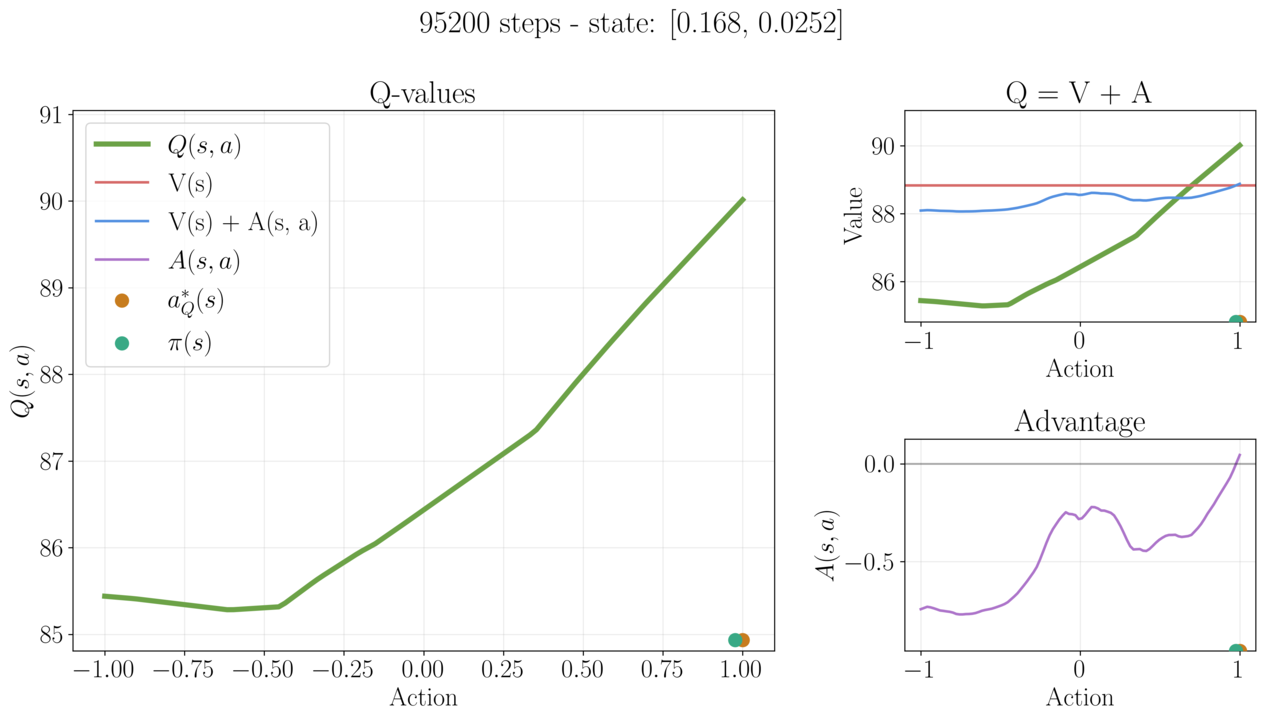 95200 steps - state: [0.168, 0.0252]
Q-values
91
90
89
88
87
86
85
Q(s, a)
−1.00 −0.75 −0.50 −0.25 0.00 0.25 0.50 0.75 1.00
Action
Q(s, a)
V(s)
V(s) + A(s, a)
A(s, a)
a*Q(s)
π(s)
Q = V + A
90
88
86
Value
−1 0 1
Action
Advantage
0.0
−0.5
A(s, a)
−1 0 1
Action